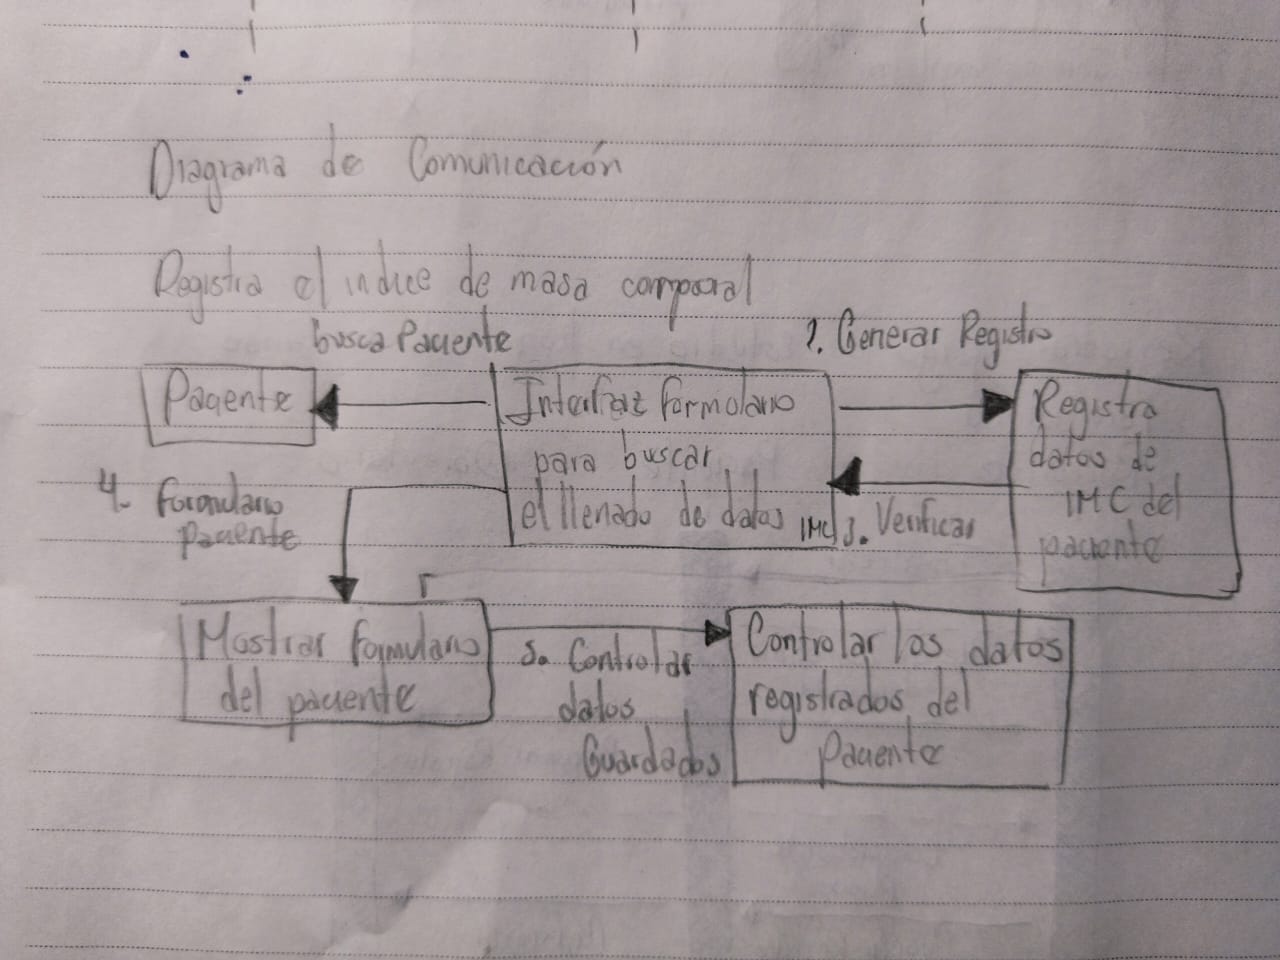 Diagrama de Comunicación
Registra el indice de masa corporal
busca Paciente
2. Generar Registro
Paciente
Interfaz formulario
para buscar
el llenado de datos IMC
Registra
datos de
IMC del
paciente
3. Verificar
4. formulario
paciente
Mostrar formulario
del paciente
5. Controlar
datos
Guardados
Controlar los datos
registrados del
Paciente